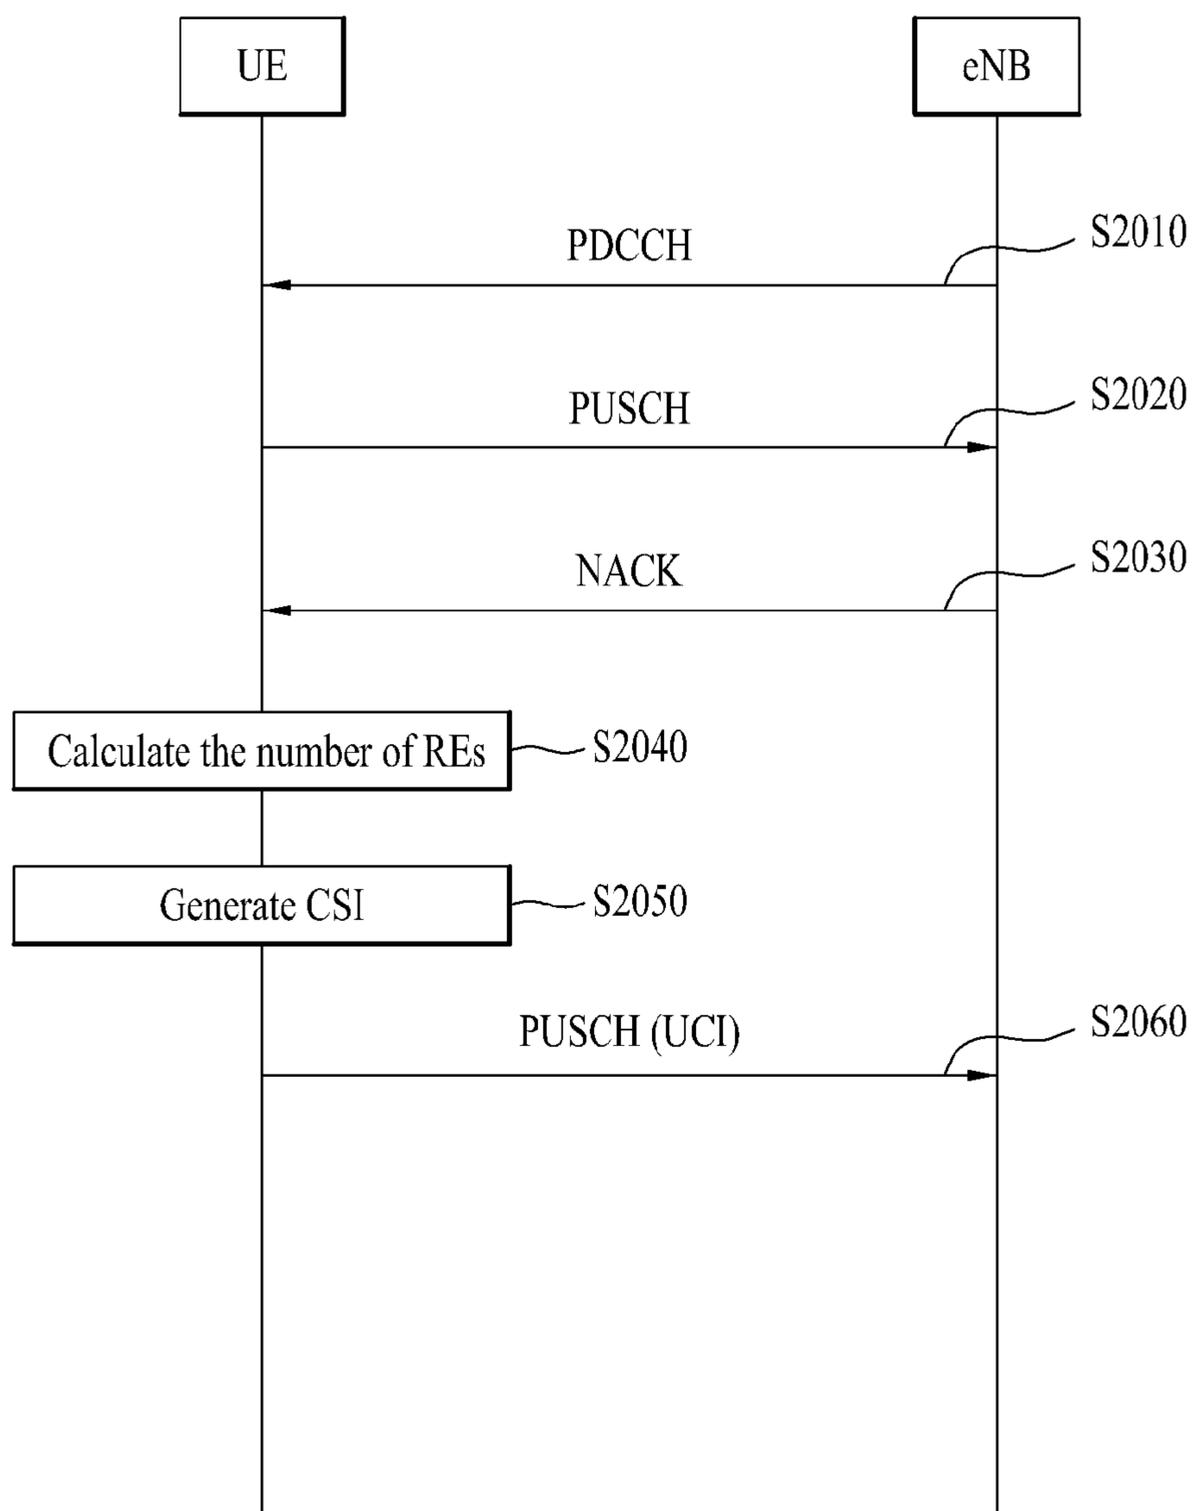 UE
eNB
S2010
PDCCH
S2020
PUSCH
S2030
NACK
Calculate the number of REs
S2040
Generate CSI
S2050
S2060
PUSCH (UCI)